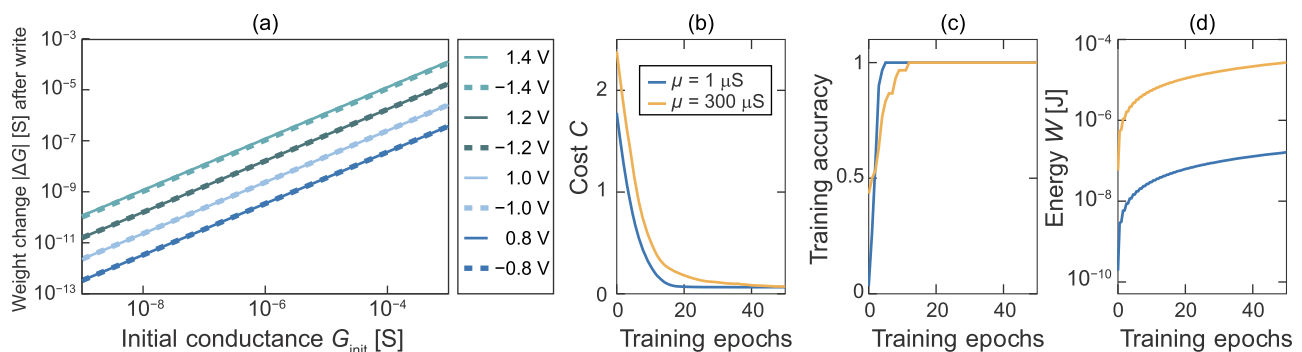 (a)
Weight change |ΔG| [S] after write
10⁻³
10⁻⁵
10⁻⁷
10⁻⁹
10⁻¹¹
10⁻¹³
10⁻⁸
10⁻⁶
10⁻⁴
Initial conductance G_init [S]
1.4 V
−1.4 V
1.2 V
−1.2 V
1.0 V
−1.0 V
0.8 V
−0.8 V
(b)
Cost C
2
1
0
0
20
40
Training epochs
μ = 1 μS
μ = 300 μS
(c)
Training accuracy
1
0.5
0
0
20
40
Training epochs
(d)
Energy W [J]
10⁻⁴
10⁻⁶
10⁻⁸
10⁻¹⁰
0
20
40
Training epochs